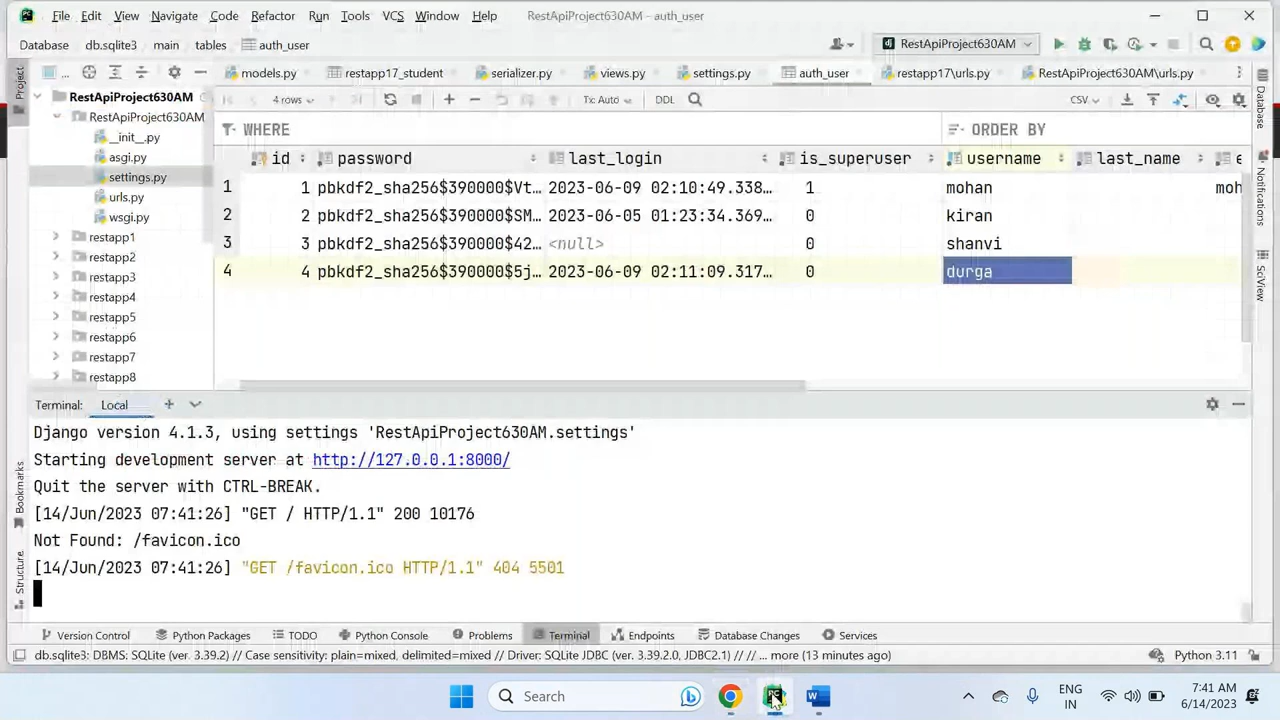 File Edit View Navigate Code Refactor Run Tools VCS Window Help RestApiProject630AM - auth_user
Database db.sqlite3 main tables auth_user RestApiProject630AM
Project ... models.py restapp17_student serializer.py views.py settings.py auth_user restapp17\urls.py RestApiProject630AM\urls.py Database
RestApiProject630AM 4 rows Tx: Auto DDL CSV
RestApiProject630AM WHERE ORDER BY
__init__.py
asgi.py id password last_login is_superuser username last_name e
settings.py 1 1 pbkdf2_sha256$390000$Vt... 2023-06-09 02:10:49.338... 1 mohan moh
urls.py 2 2 pbkdf2_sha256$390000$SM... 2023-06-05 01:23:34.369... 0 kiran Notifications
wsgi.py
restapp1 3 3 pbkdf2_sha256$390000$42... <null> 0 shanvi
restapp2 4 4 pbkdf2_sha256$390000$5j... 2023-06-09 02:11:09.317... 0 durga
restapp3 SciView
restapp4
restapp5
restapp6
restapp7
restapp8
Terminal: Local
Django version 4.1.3, using settings 'RestApiProject630AM.settings'
Starting development server at http://127.0.0.1:8000/
Quit the server with CTRL-BREAK.
Bookmarks
[14/Jun/2023 07:41:26] "GET / HTTP/1.1" 200 10176
Not Found: /favicon.ico
[14/Jun/2023 07:41:26] "GET /favicon.ico HTTP/1.1" 404 5501
Structure
Version Control Python Packages TODO Python Console Problems Terminal Endpoints Database Changes Services
db.sqlite3: DBMS: SQLite (ver. 3.39.2) // Case sensitivity: plain=mixed, delimited=mixed // Driver: SQLite JDBC (ver. 3.39.2.0, JDBC2.1) // // ... more (13 minutes ago) Python 3.11
Search ENG IN 7:41 AM 6/14/2023